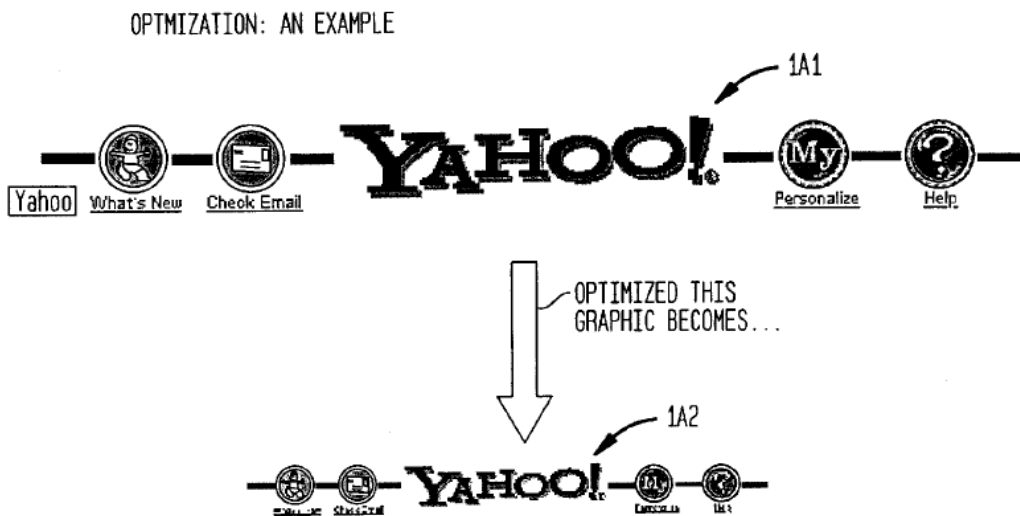 OPTMIZATION: AN EXAMPLE
1A1
YAHOO!
My
?
Yahoo
What's New
Check Email
Personalize
Help
OPTIMIZED THIS
GRAPHIC BECOMES...
1A2
YAHOO!